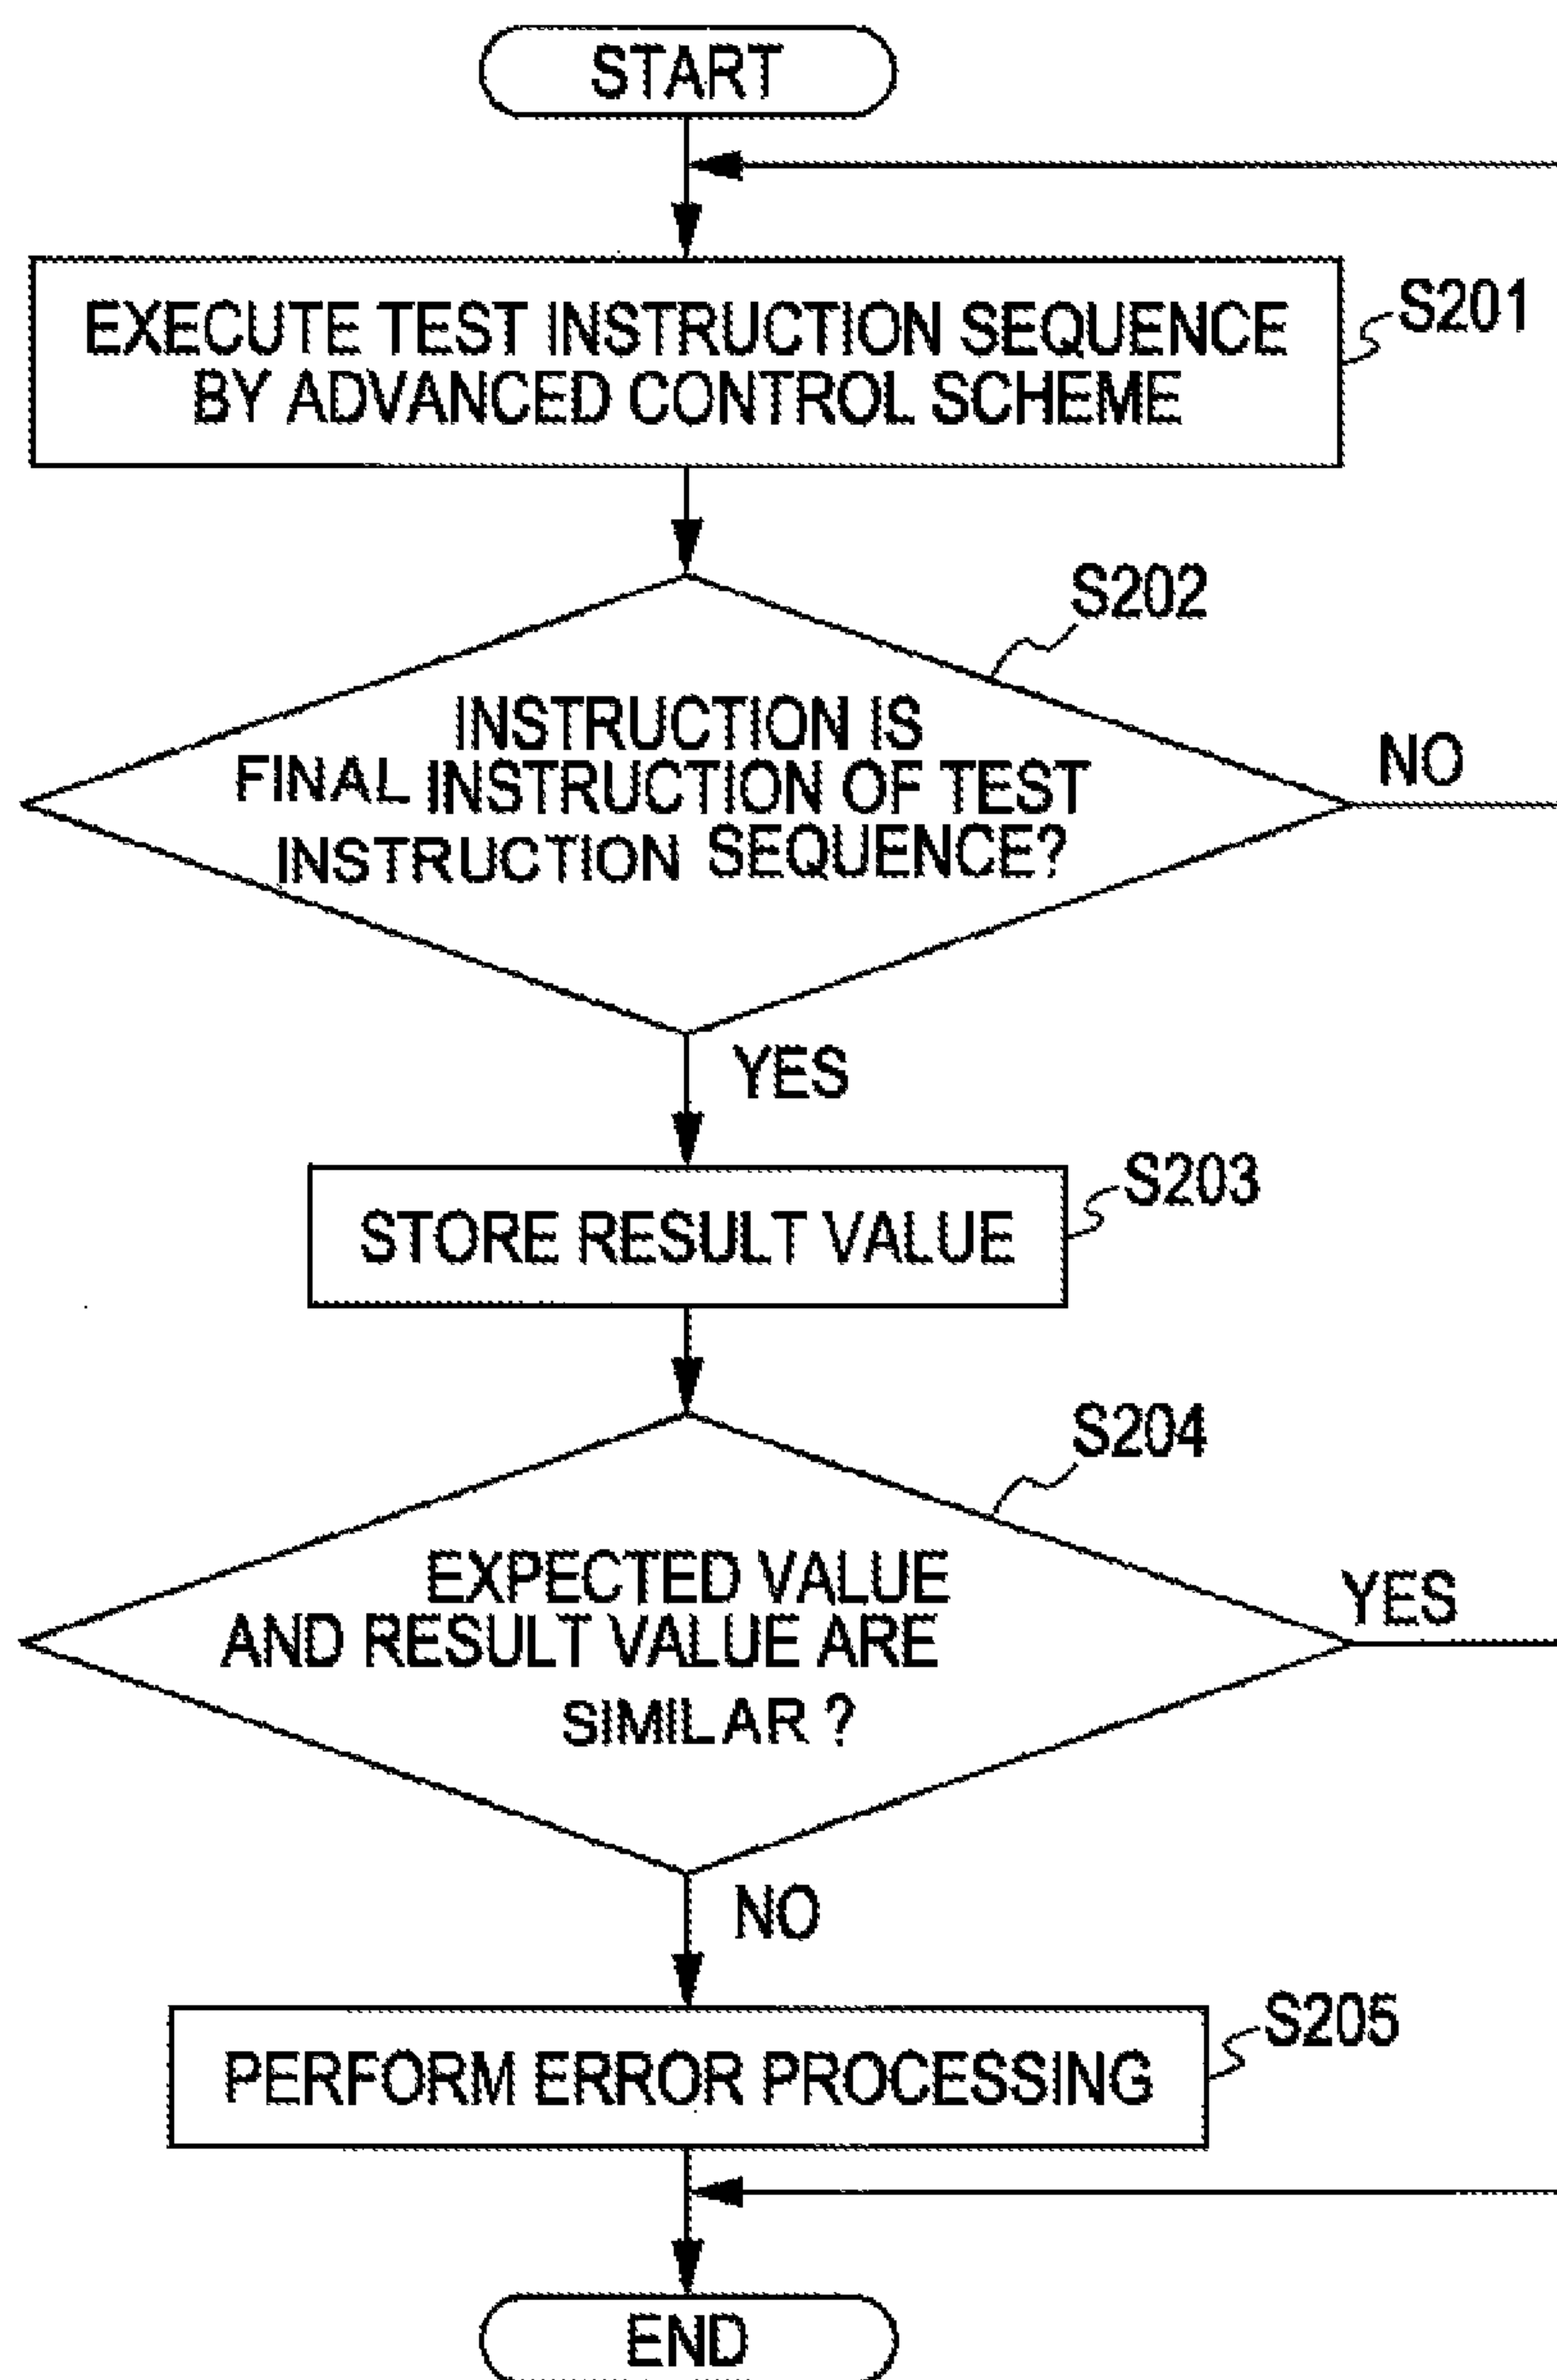 START
EXECUTE TEST INSTRUCTION SEQUENCE
BY ADVANCED CONTROL SCHEME
S201
S202
INSTRUCTION IS
FINAL INSTRUCTION OF TEST
INSTRUCTION SEQUENCE?
NO
YES
STORE RESULT VALUE
S203
S204
EXPECTED VALUE
AND RESULT VALUE ARE
SIMILAR ?
YES
NO
PERFORM ERROR PROCESSING
S205
END